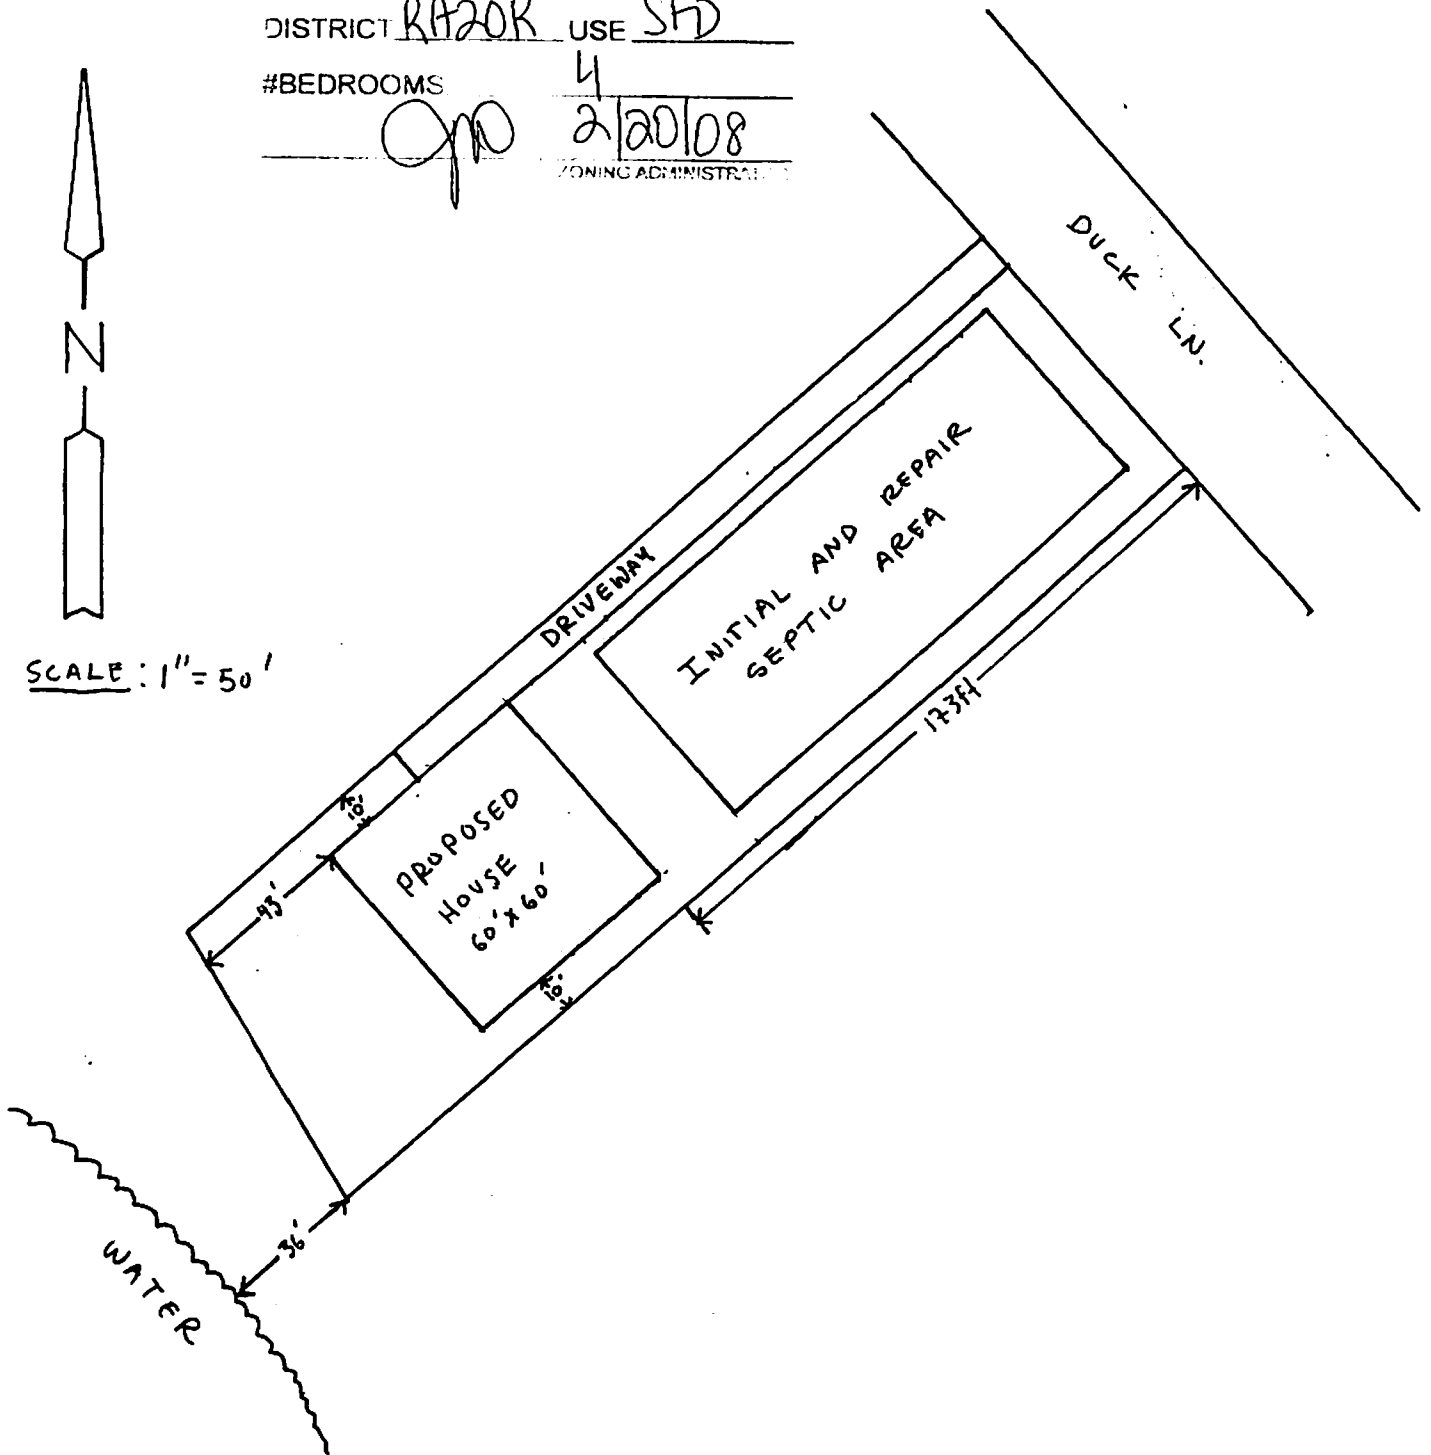 DISTRICT RA20R USE SFD
#BEDROOMS 4
2/20/08
ZONING ADMINISTRATOR
N
SCALE: 1"=50'
DUCK LN.
DRIVEWAY
INITIAL AND REPAIR
SEPTIC AREA
173ft
10'
PROPOSED
HOUSE
60'x60'
43'
10'
36'
WATER